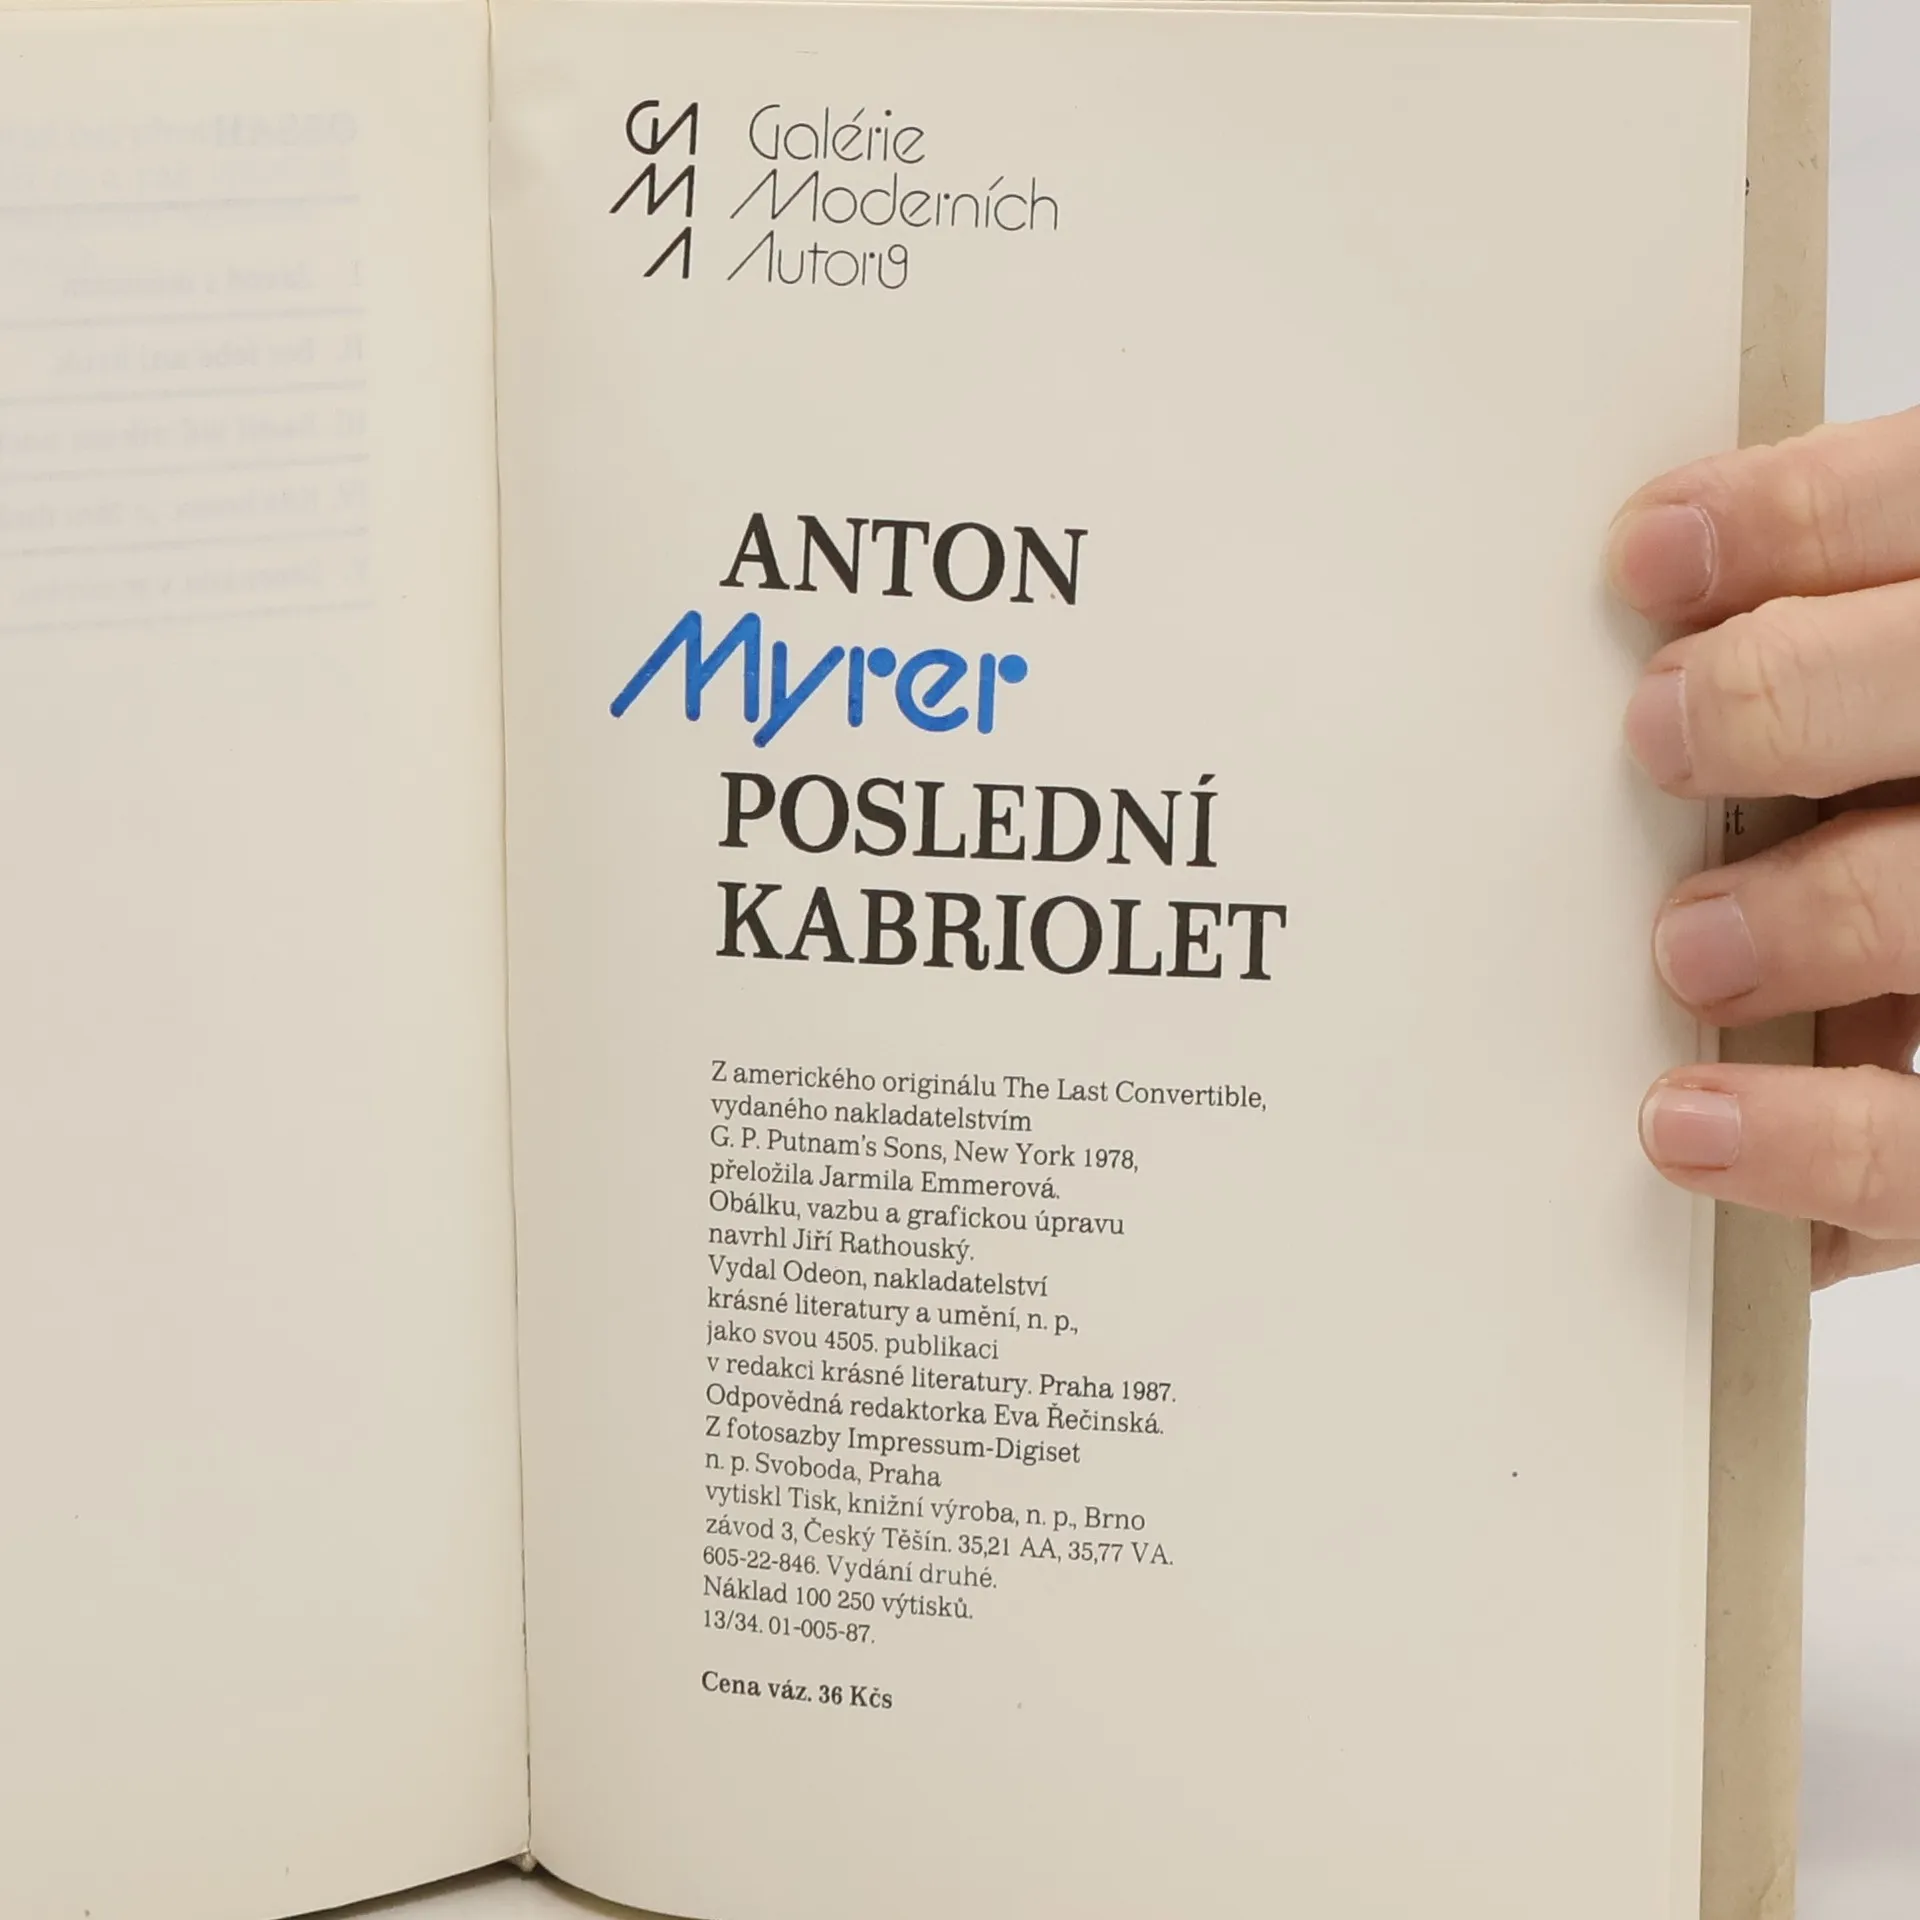 GMA
Galérie
Moderních
Autorů
ANTON
Myrer
POSLEDNÍ
KABRIOLET
Z amerického originálu The Last Convertible,
vydaného nakladatelstvím
G. P. Putnam's Sons, New York 1978,
přeložila Jarmila Emmerová.
Obálku, vazbu a grafickou úpravu
navrhl Jiří Rathouský.
Vydal Odeon, nakladatelství
krásné literatury a umění, n. p.,
jako svou 4505. publikaci
v redakci krásné literatury. Praha 1987.
Odpovědná redaktorka Eva Řečinská.
Z fotosazby Impressum-Digiset
n. p. Svoboda, Praha
vytiskl Tisk, knižní výroba, n. p., Brno
závod 3, Český Těšín. 35,21 AA, 35,77 VA.
605-22-846. Vydání druhé.
Náklad 100 250 výtisků.
13/34. 01-005-87.
Cena váz. 36 Kčs